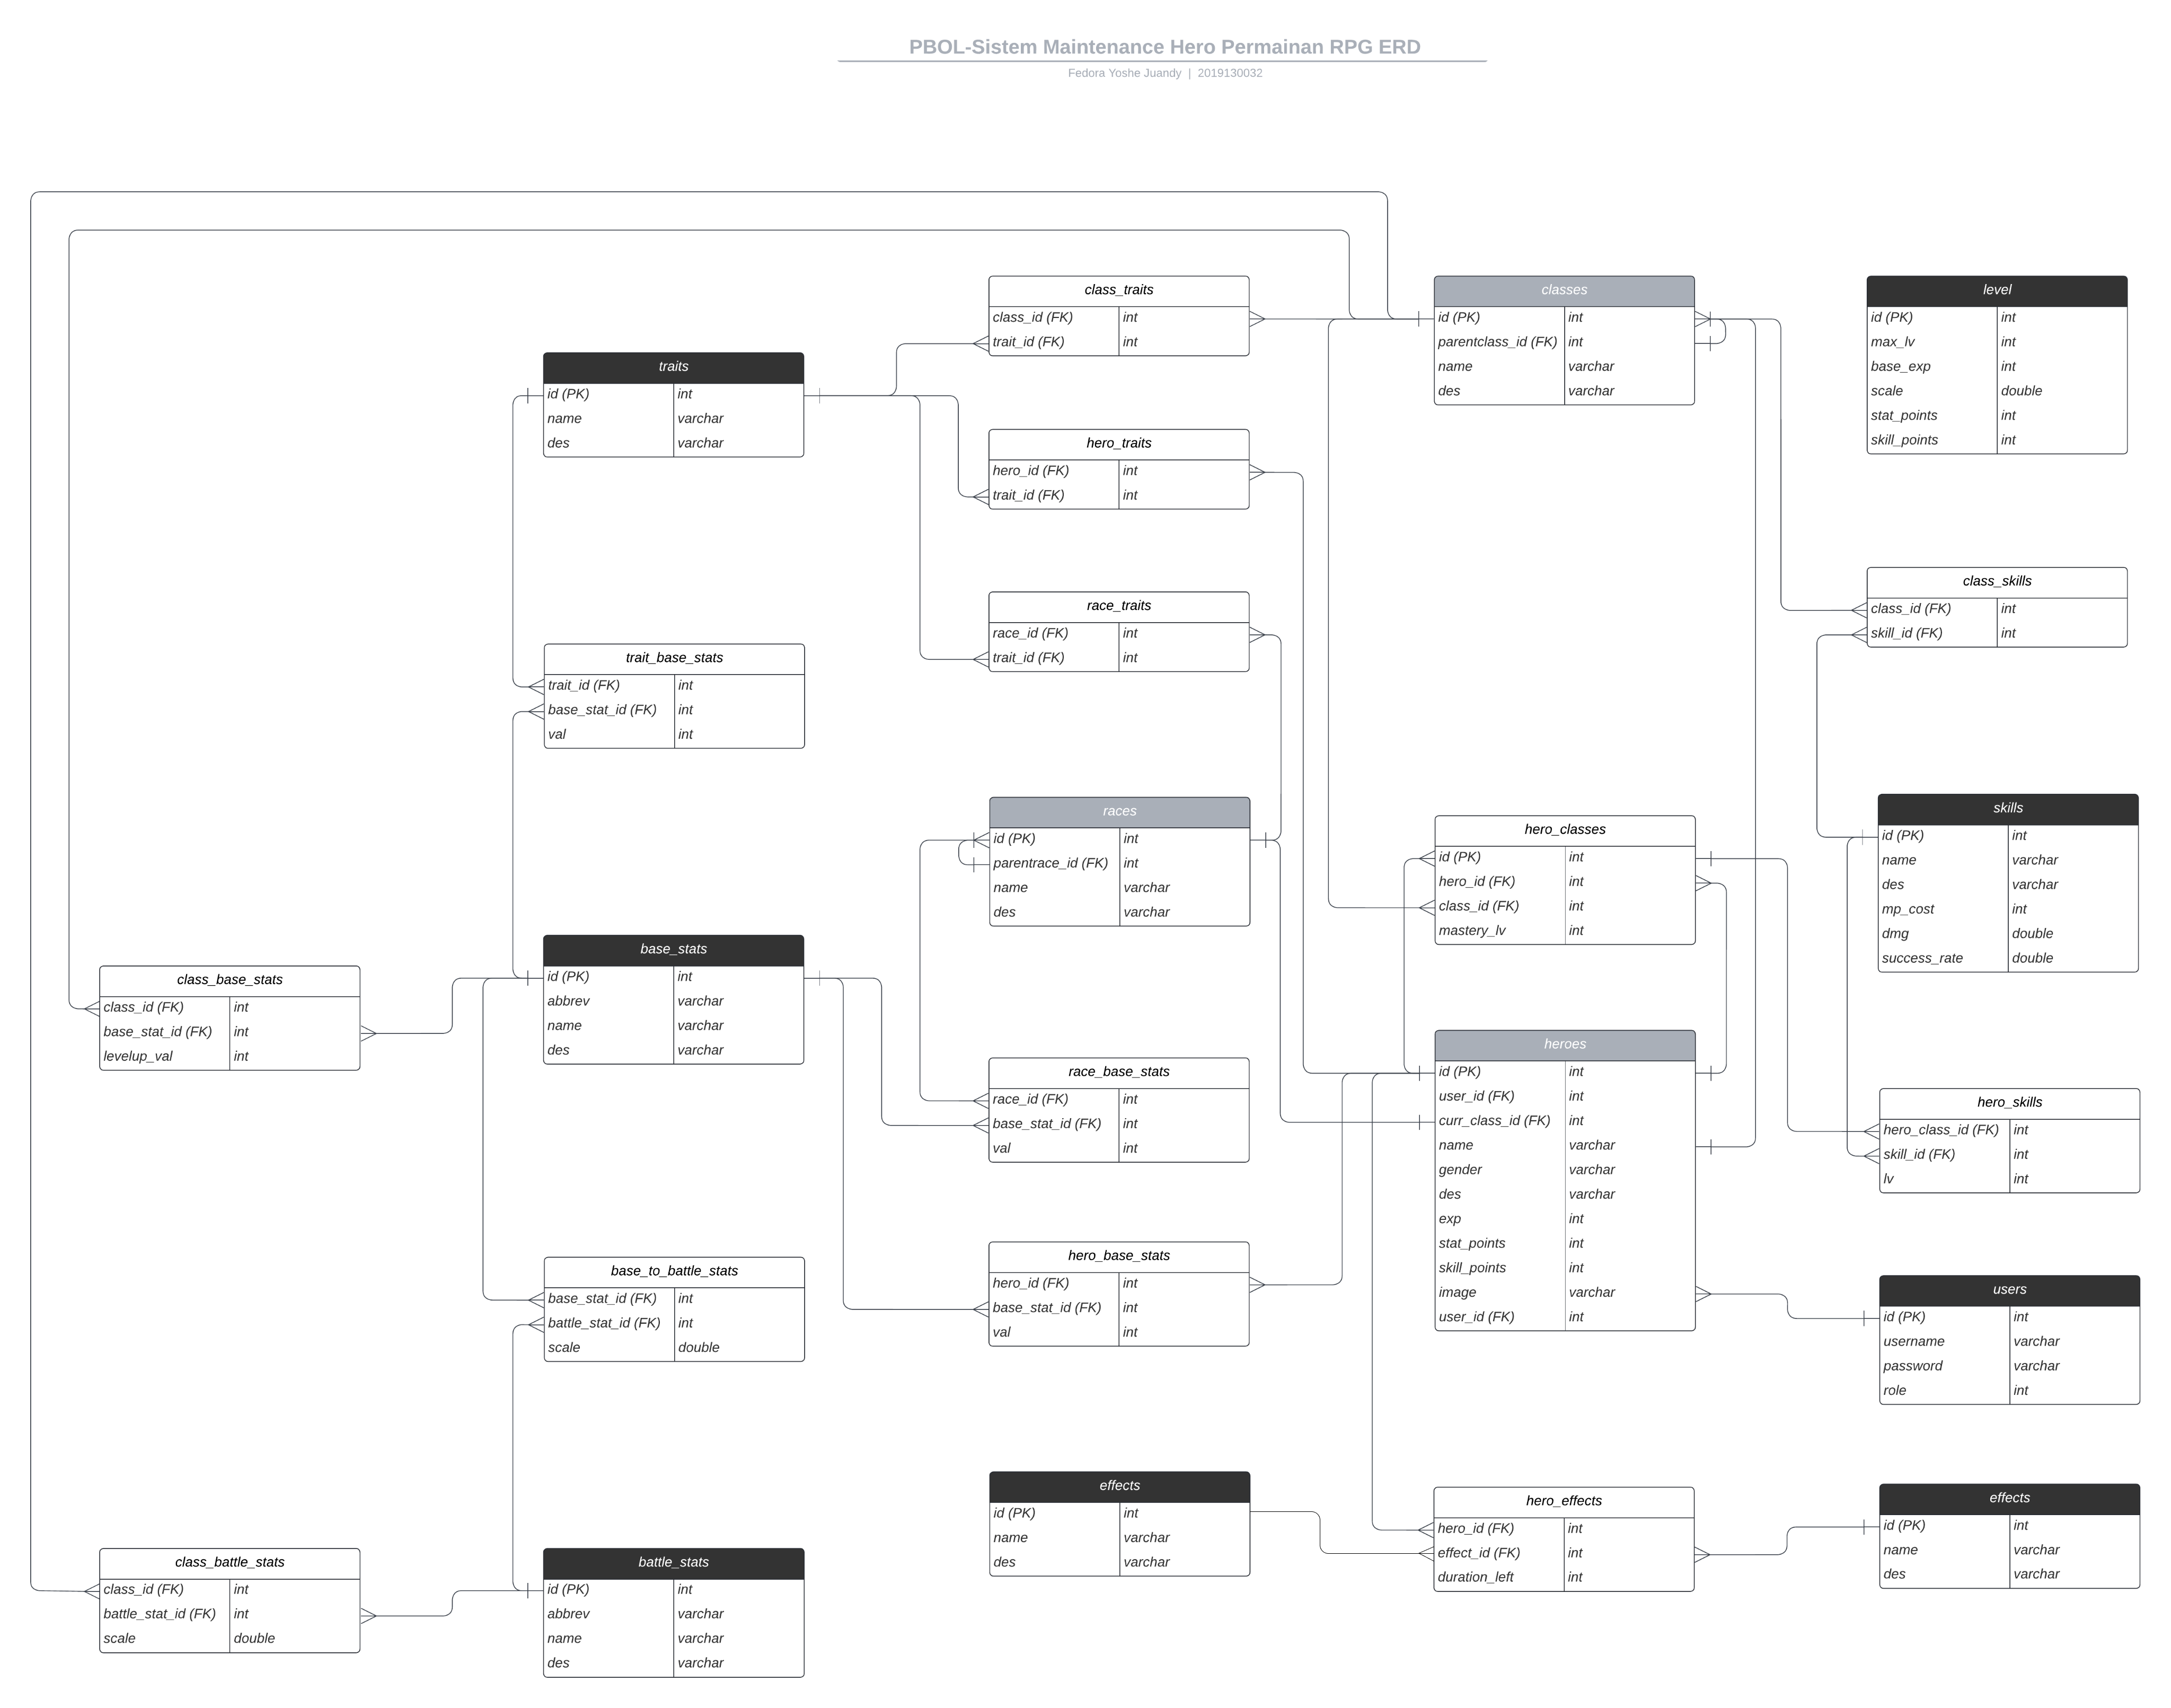 PBOL-Sistem Maintenance Hero Permainan RPG ERD
Fedora Yoshe Juandy | 2019130032
class_traits
class_id (FK) int
trait_id (FK) int
classes
id (PK) int
parentclass_id (FK) int
name varchar
des varchar
level
id (PK) int
max_lv int
base_exp int
scale double
stat_points int
skill_points int
traits
id (PK) int
name varchar
des varchar
hero_traits
hero_id (FK) int
trait_id (FK) int
race_traits
race_id (FK) int
trait_id (FK) int
class_skills
class_id (FK) int
skill_id (FK) int
trait_base_stats
trait_id (FK) int
base_stat_id (FK) int
val int
races
id (PK) int
parentrace_id (FK) int
name varchar
des varchar
hero_classes
id (PK) int
hero_id (FK) int
class_id (FK) int
mastery_lv int
skills
id (PK) int
name varchar
des varchar
mp_cost int
dmg double
success_rate double
class_base_stats
class_id (FK) int
base_stat_id (FK) int
levelup_val int
base_stats
id (PK) int
abbrev varchar
name varchar
des varchar
race_base_stats
race_id (FK) int
base_stat_id (FK) int
val int
heroes
id (PK) int
user_id (FK) int
curr_class_id (FK) int
name varchar
gender varchar
des varchar
exp int
stat_points int
skill_points int
image varchar
user_id (FK) int
hero_skills
hero_class_id (FK) int
skill_id (FK) int
lv int
base_to_battle_stats
base_stat_id (FK) int
battle_stat_id (FK) int
scale double
hero_base_stats
hero_id (FK) int
base_stat_id (FK) int
val int
users
id (PK) int
username varchar
password varchar
role int
class_battle_stats
class_id (FK) int
battle_stat_id (FK) int
scale double
battle_stats
id (PK) int
abbrev varchar
name varchar
des varchar
effects
id (PK) int
name varchar
des varchar
hero_effects
hero_id (FK) int
effect_id (FK) int
duration_left int
effects
id (PK) int
name varchar
des varchar